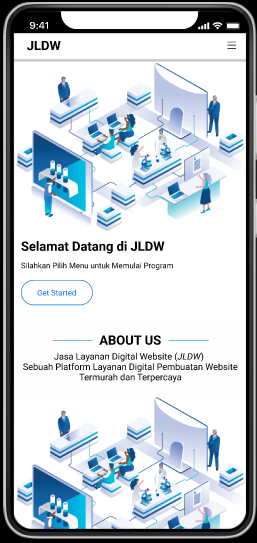 9:41
JLDW
Selamat Datang di JLDW
Silahkan Pilih Menu untuk Memulai Program
Get Started
ABOUT US
Jasa Layanan Digital Website (JLDW)
Sebuah Platform Layanan Digital Pembuatan Website
Termurah dan Terpercaya